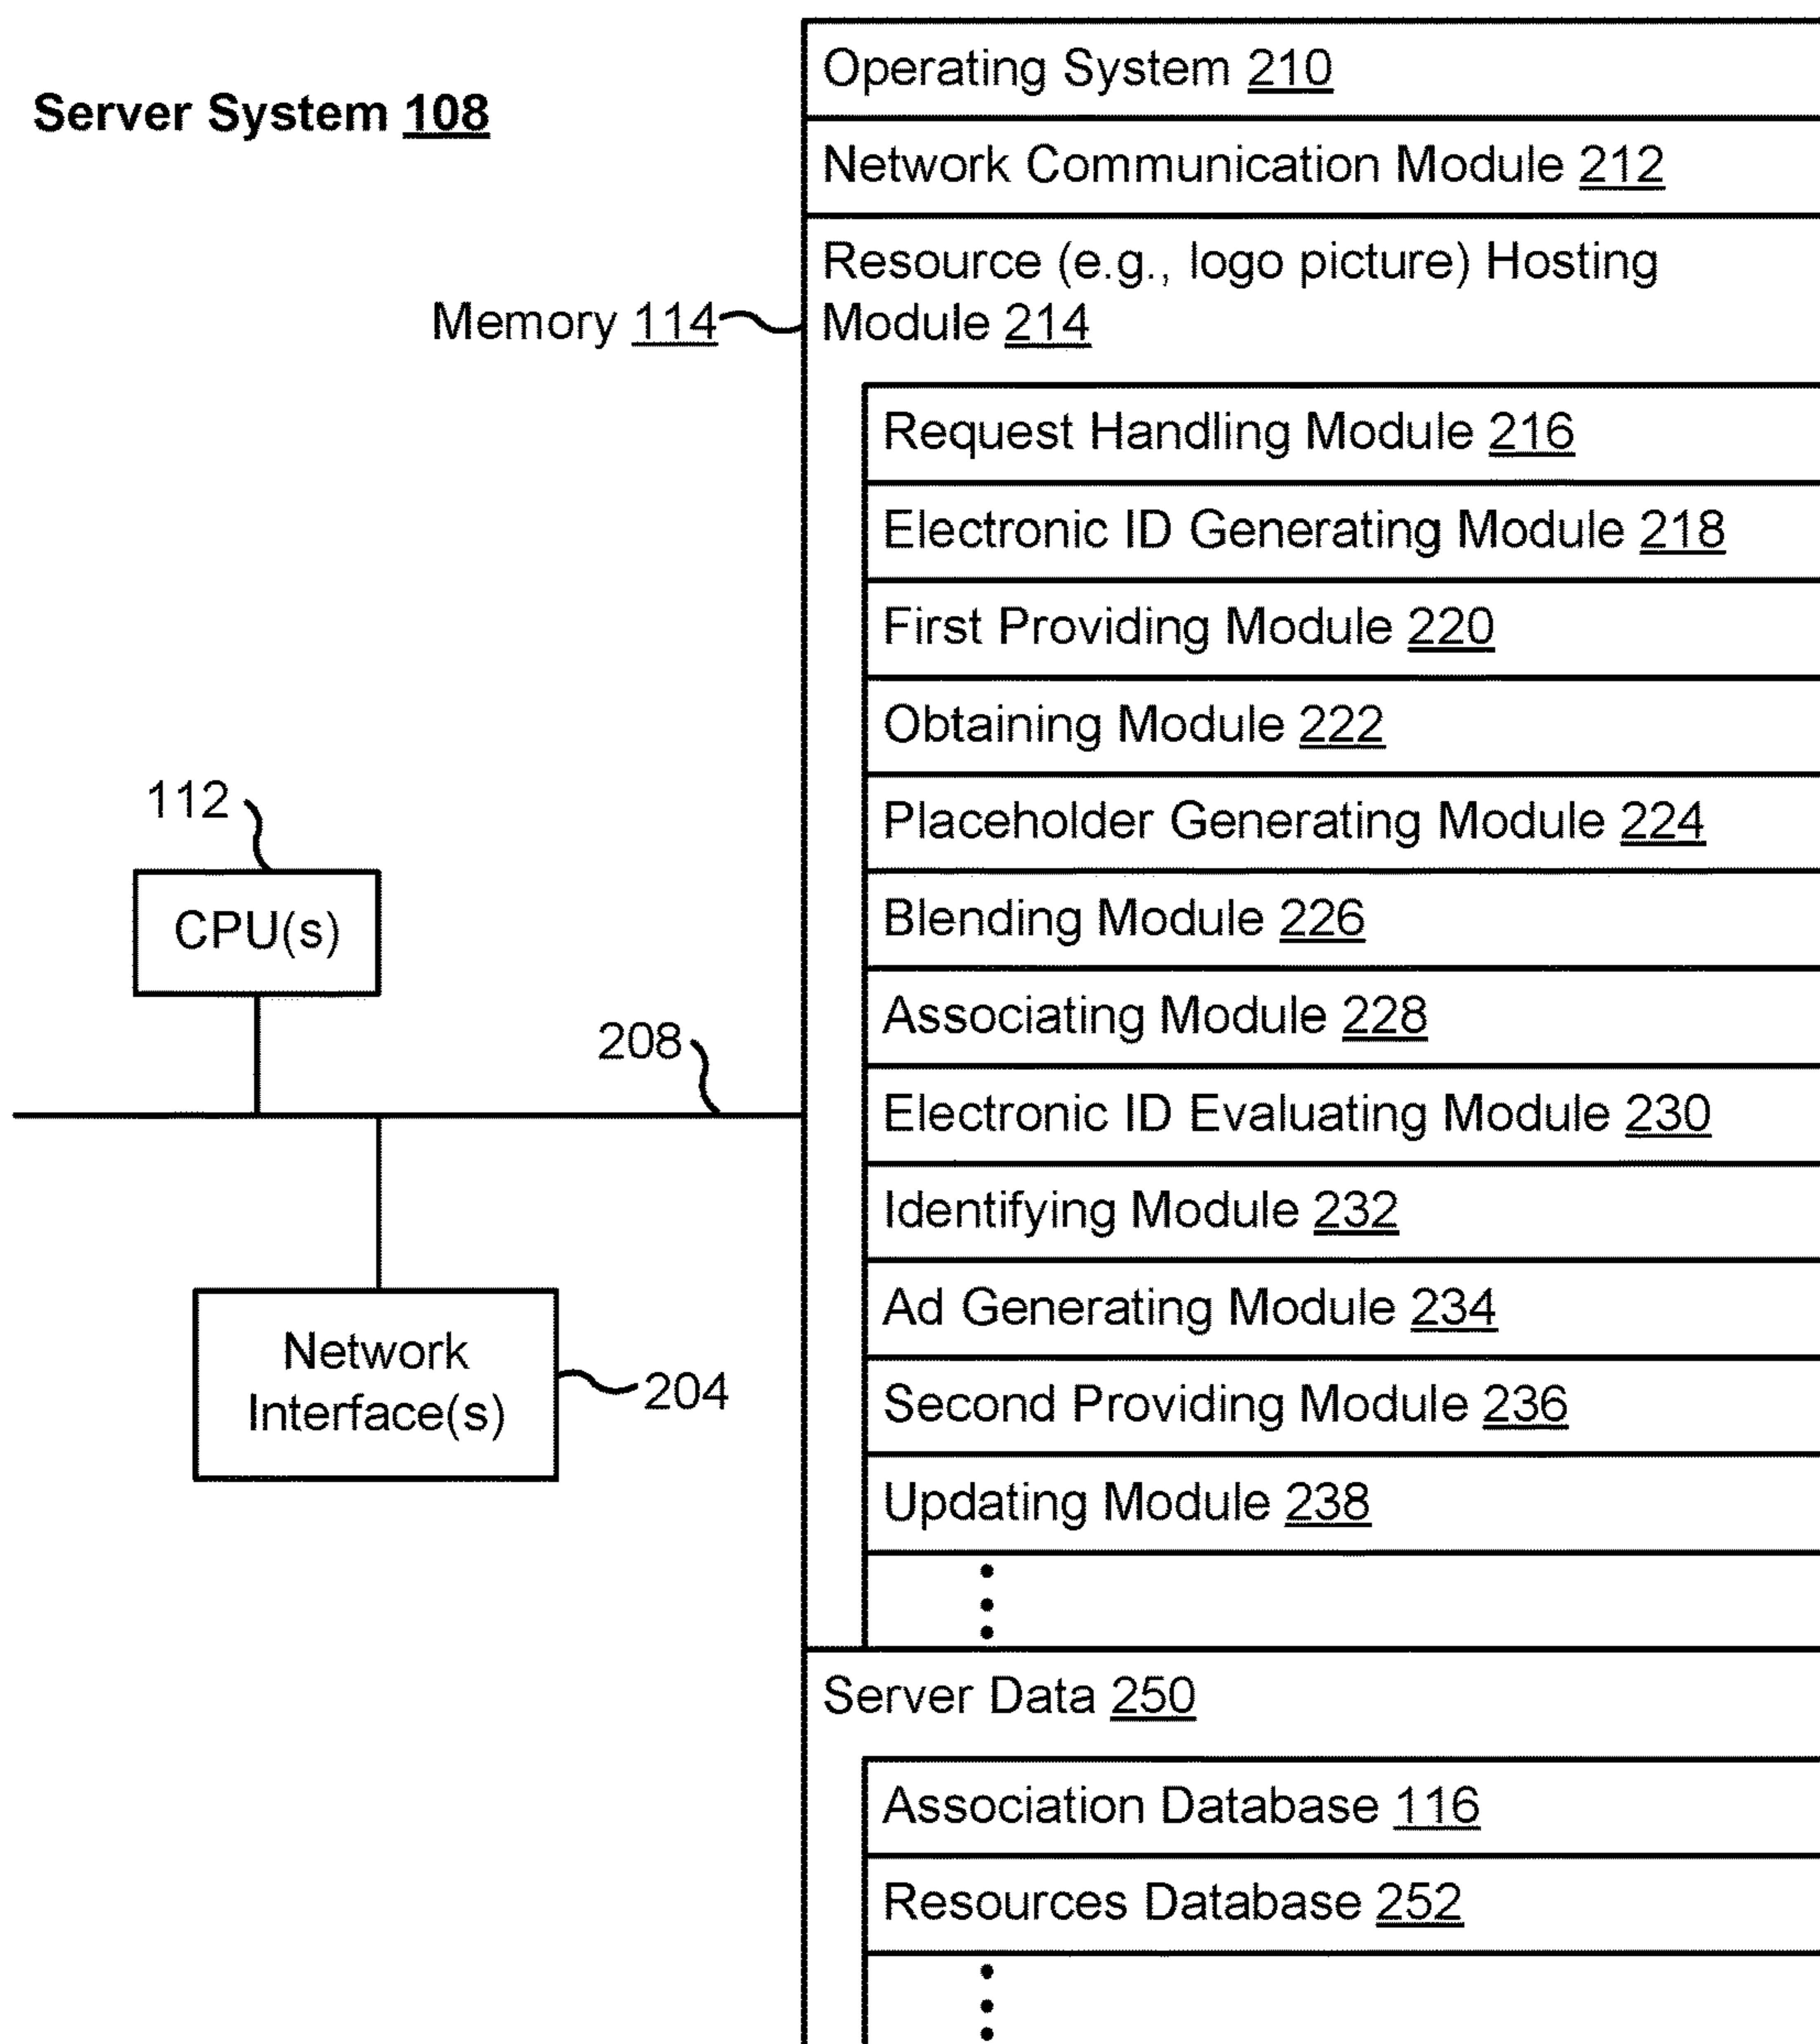 Server System 108
Operating System 210
Network Communication Module 212
Resource (e.g., logo picture) Hosting
Module 214
Memory 114
Request Handling Module 216
Electronic ID Generating Module 218
First Providing Module 220
Obtaining Module 222
Placeholder Generating Module 224
Blending Module 226
Associating Module 228
Electronic ID Evaluating Module 230
Identifying Module 232
Ad Generating Module 234
Second Providing Module 236
Updating Module 238
112
CPU(s)
208
Network
Interface(s)
204
Server Data 250
Association Database 116
Resources Database 252